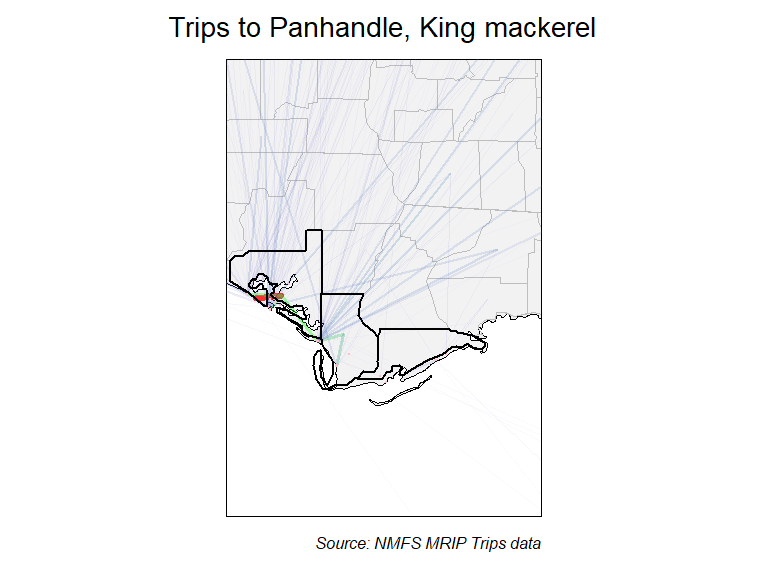 Trips to Panhandle, King mackerel
Source: NMFS MRIP Trips data